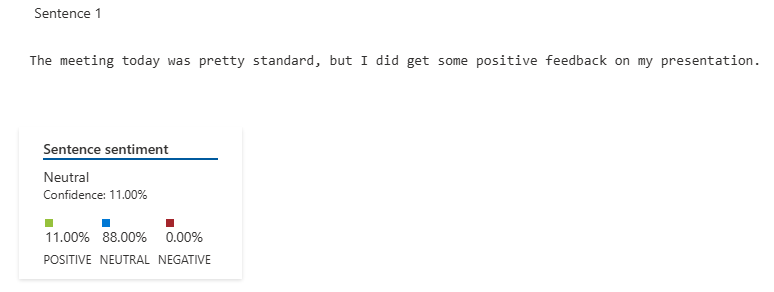 Sentence 1
The meeting today was pretty standard, but I did get some positive feedback on my presentation.
Sentence sentiment
Neutral
Confidence: 11.00%
11.00% 88.00% 0.00%
POSITIVE NEUTRAL NEGATIVE